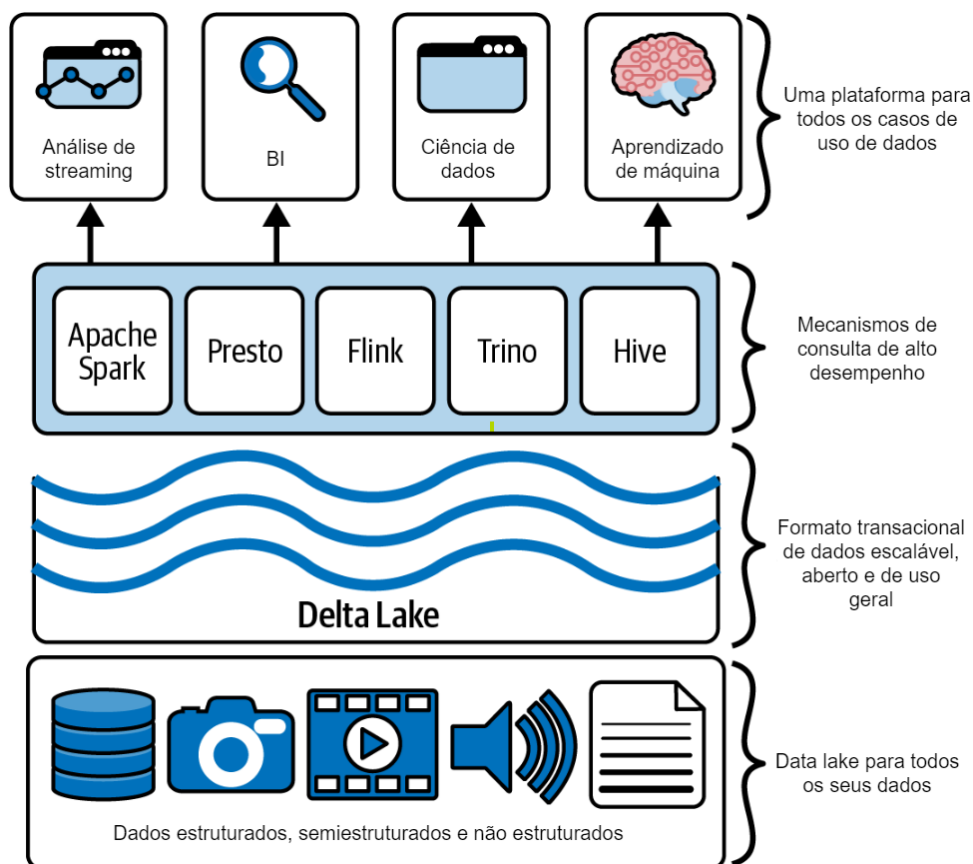 Análise de
streaming
BI
Ciência de
dados
Aprendizado
de máquina
Uma plataforma para
todos os casos de
uso de dados
Apache
Spark
Presto
Flink
Trino
Hive
Mecanismos de
consulta de alto
desempenho
Delta Lake
Formato transacional
de dados escalável,
aberto e de uso
geral
Dados estruturados, semiestruturados e não estruturados
Data lake para todos
os seus dados